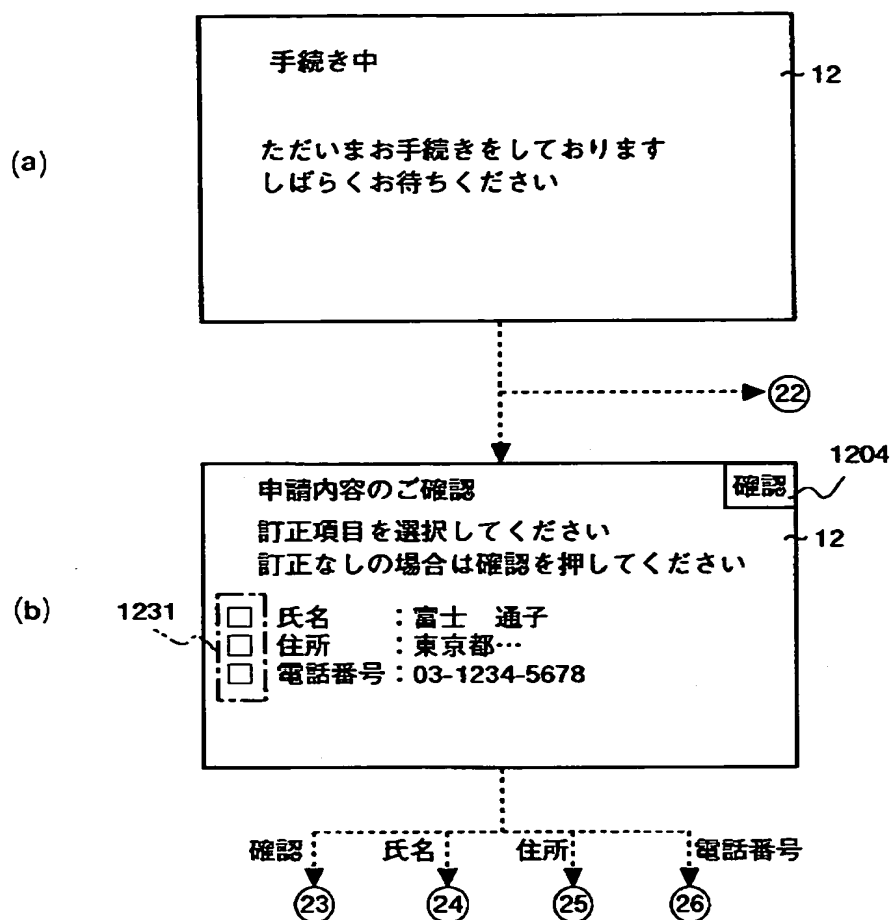 (a)
手続き中
12
ただいまお手続きをしております
しばらくお待ちください
22
(b)
1204
申請内容のご確認
確認
訂正項目を選択してください
12
訂正なしの場合は確認を押してください
1231
□ 氏名 :富士 通子
□ 住所 :東京都…
□ 電話番号:03-1234-5678
確認 氏名 住所 電話番号
23 24 25 26